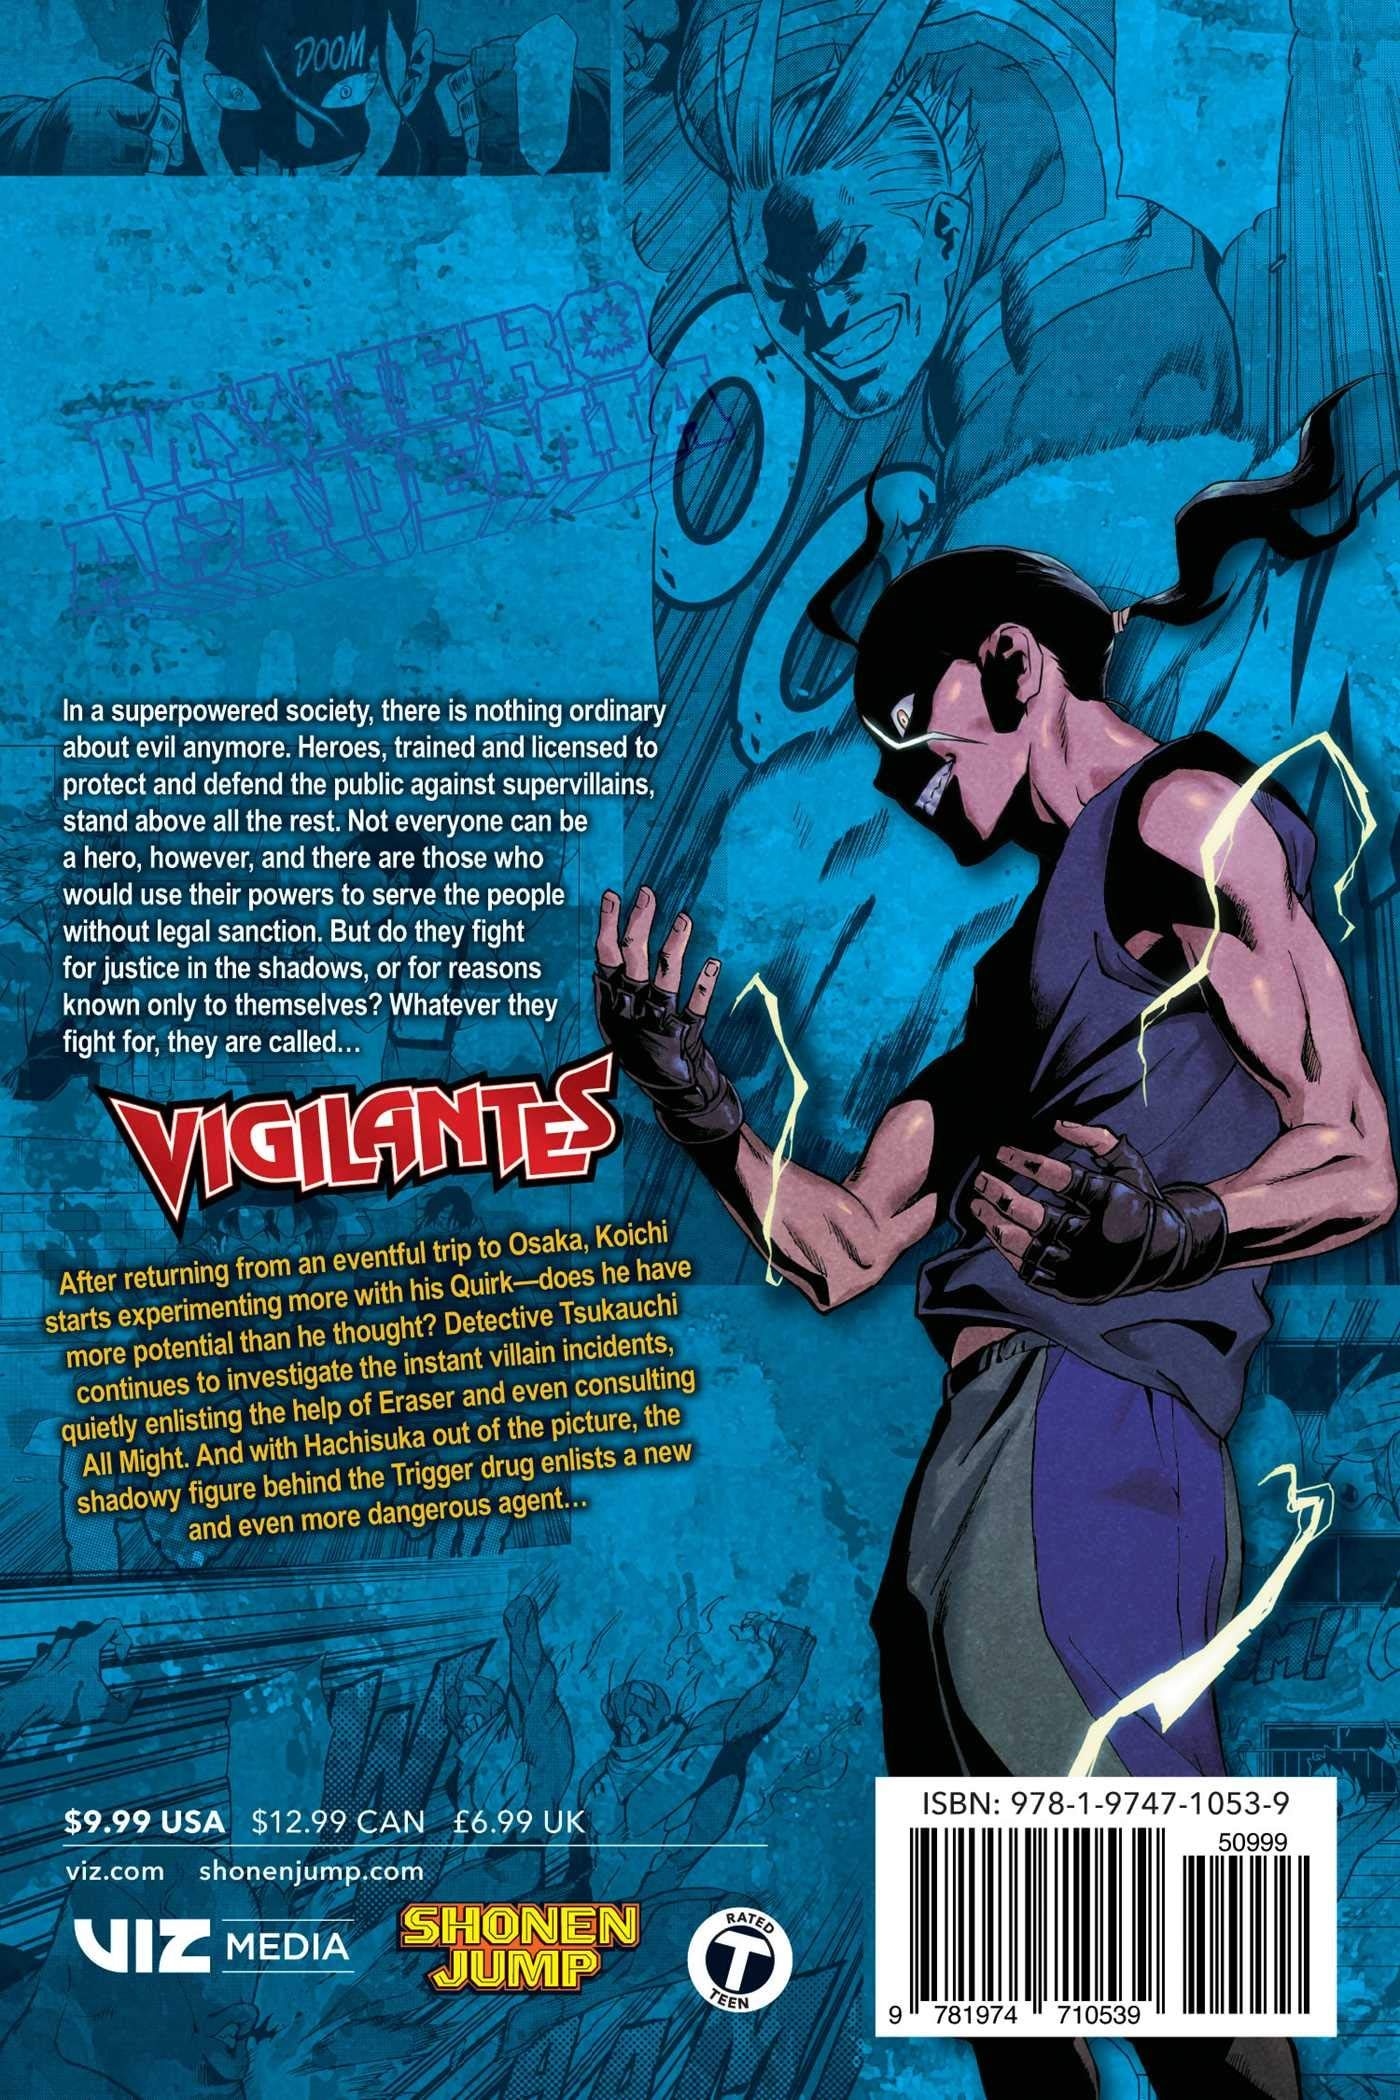 DOOM
MY HERO
ACADEMIA
In a superpowered society, there is nothing ordinary
about evil anymore. Heroes, trained and licensed to
protect and defend the public against supervillains,
stand above all the rest. Not everyone can be
a hero, however, and there are those who
would use their powers to serve the people
without legal sanction. But do they fight
for justice in the shadows, or for reasons
known only to themselves? Whatever they
fight for, they are called…
VIGILANTES
After returning from an eventful trip to Osaka, Koichi
starts experimenting more with his Quirk—does he have
more potential than he thought? Detective Tsukauchi
continues to investigate the instant villain incidents,
quietly enlisting the help of Eraser and even consulting
All Might. And with Hachisuka out of the picture, the
shadowy figure behind the Trigger drug enlists a new
and even more dangerous agent…
$9.99 USA $12.99 CAN £6.99 UK
viz.com shonenjump.com
VIZ MEDIA
SHONEN
JUMP
RATED
T
TEEN
ISBN: 978-1-9747-1053-9
50999
9 781974 710539